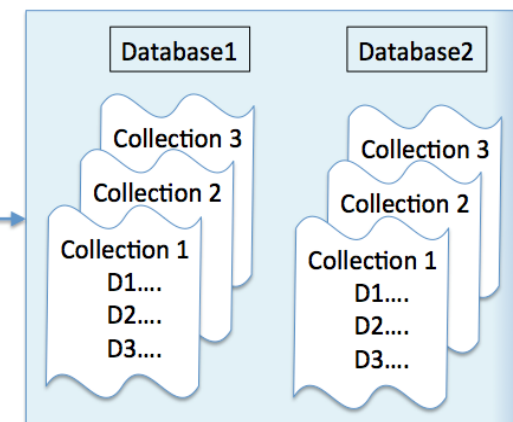 Database1
Collection 3
Collection 2
Collection 1
D1....
D2....
D3....
Database2
Collection 3
Collection 2
Collection 1
D1....
D2....
D3....